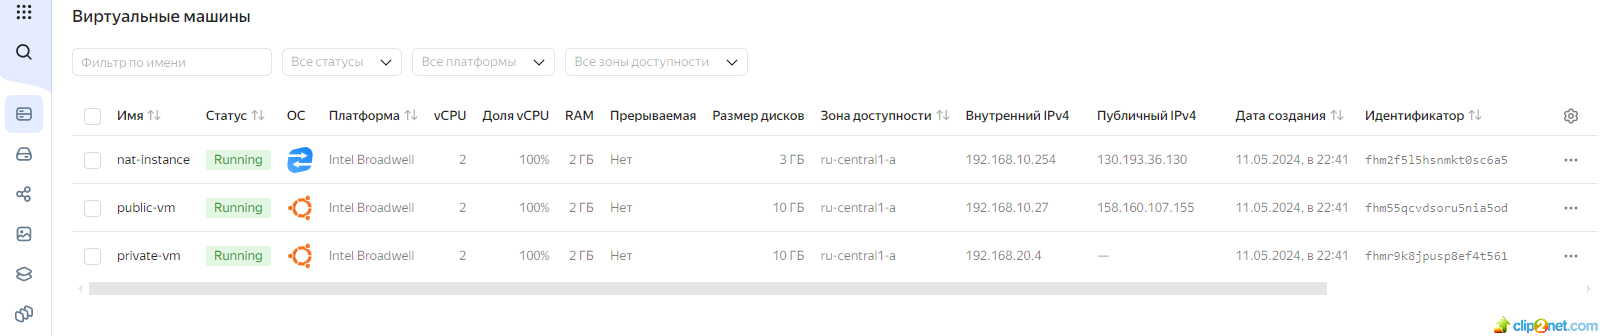 Виртуальные машины
Фильтр по имени Все статусы Все платформы Все зоны доступности
Имя Статус ОС Платформа vCPU Доля vCPU RAM Прерываемая Размер дисков Зона доступности Внутренний IPv4 Публичный IPv4 Дата создания Идентификатор
nat-instance Running Intel Broadwell 2 100% 2 ГБ Нет 3 ГБ ru-central1-a 192.168.10.254 130.193.36.130 11.05.2024, в 22:41 fhm2f5l5hsnmkt0sc6a5
public-vm Running Intel Broadwell 2 100% 2 ГБ Нет 10 ГБ ru-central1-a 192.168.10.27 158.160.107.155 11.05.2024, в 22:41 fhm55qcvdsoru5nia5od
private-vm Running Intel Broadwell 2 100% 2 ГБ Нет 10 ГБ ru-central1-a 192.168.20.4 — 11.05.2024, в 22:41 fhmr9k8jpusp8ef4t561
clip2net.com